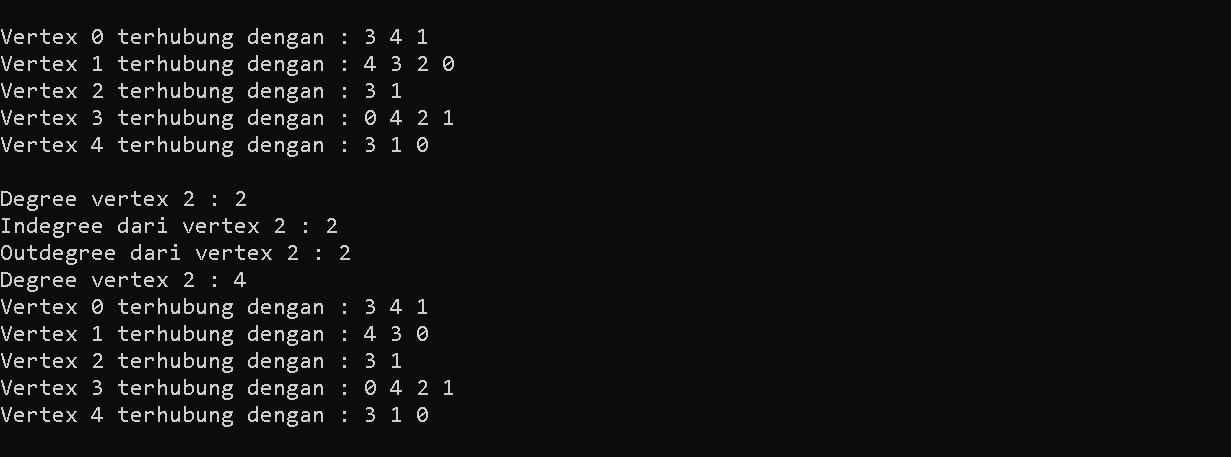 Vertex 0 terhubung dengan : 3 4 1
Vertex 1 terhubung dengan : 4 3 2 0
Vertex 2 terhubung dengan : 3 1
Vertex 3 terhubung dengan : 0 4 2 1
Vertex 4 terhubung dengan : 3 1 0
Degree vertex 2 : 2
Indegree dari vertex 2 : 2
Outdegree dari vertex 2 : 2
Degree vertex 2 : 4
Vertex 0 terhubung dengan : 3 4 1
Vertex 1 terhubung dengan : 4 3 0
Vertex 2 terhubung dengan : 3 1
Vertex 3 terhubung dengan : 0 4 2 1
Vertex 4 terhubung dengan : 3 1 0